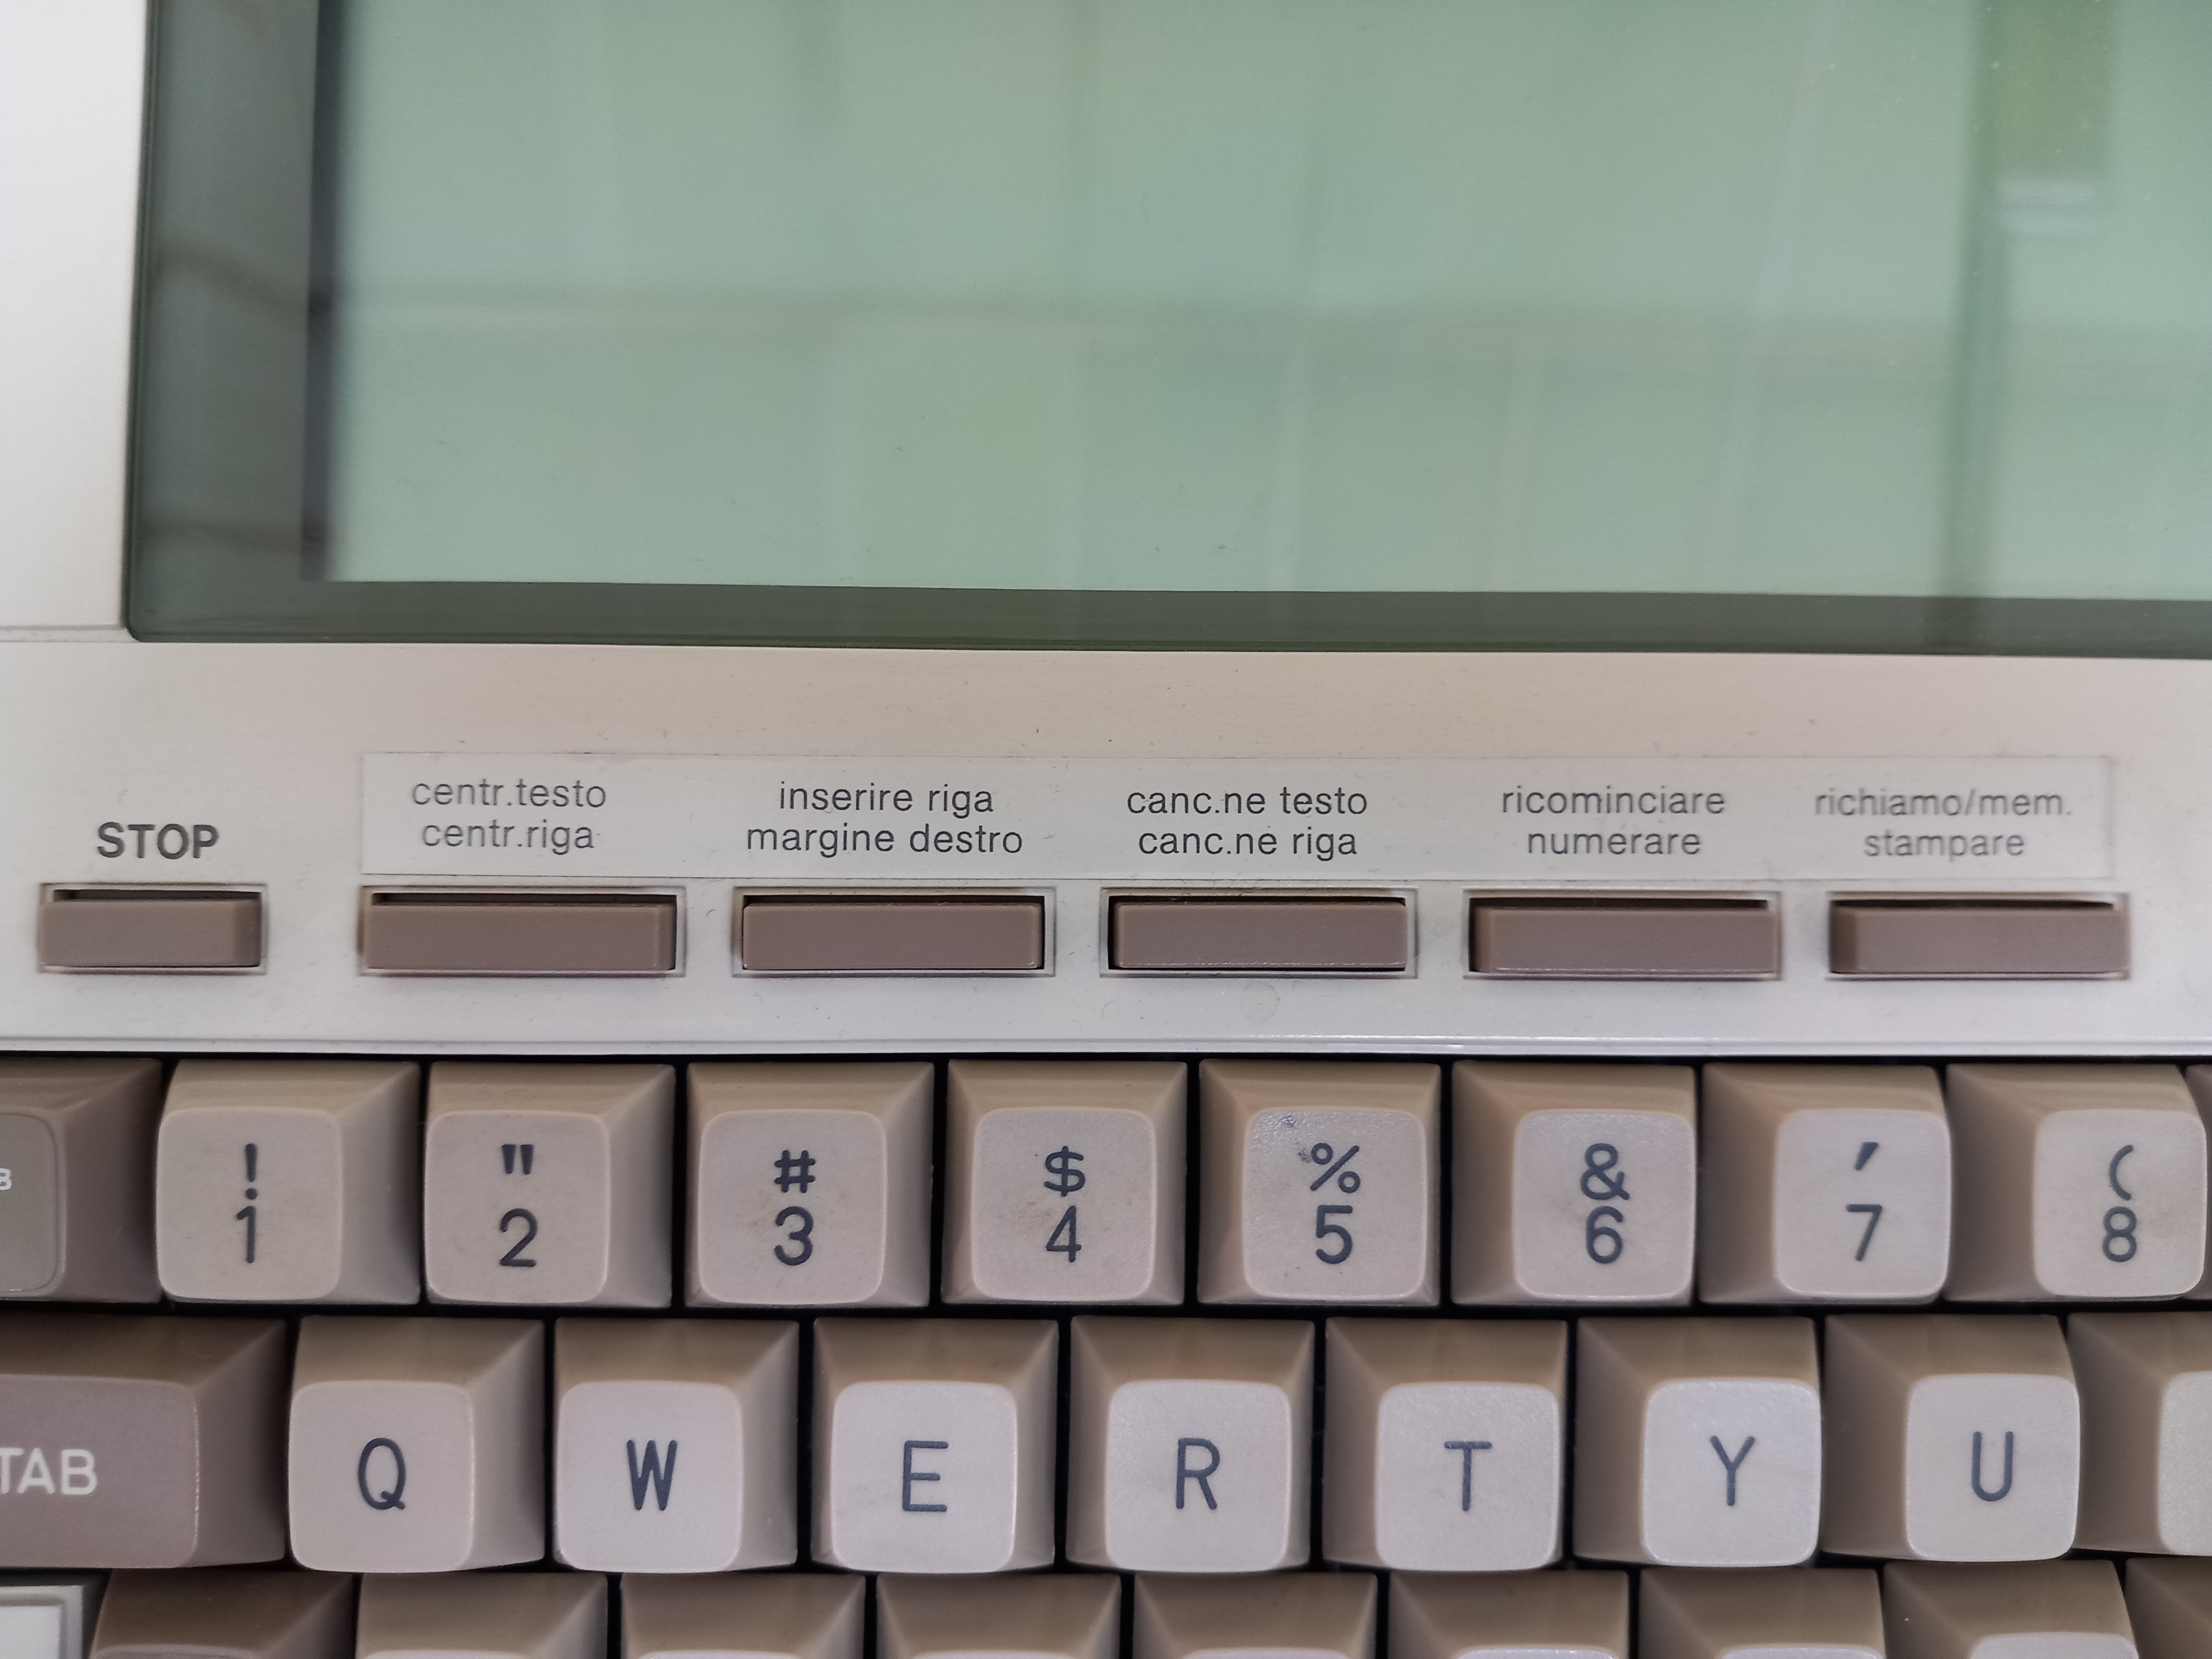 STOP
centr.testo
centr.riga
inserire riga
margine destro
canc.ne testo
canc.ne riga
ricominciare
numerare
richiamo/mem.
stampare
!
1
"
2
#
3
$
4
%
5
&
6
'
7
(
8
TAB
Q
W
E
R
T
Y
U